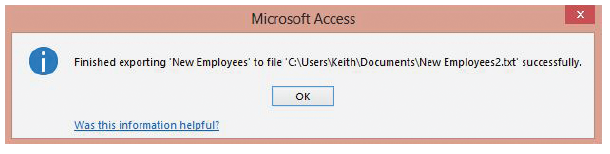 Microsoft Access
Finished exporting 'New Employees' to file 'C:\Users\Keith\Documents\New Employees2.txt' successfully.
OK
Was this information helpful?